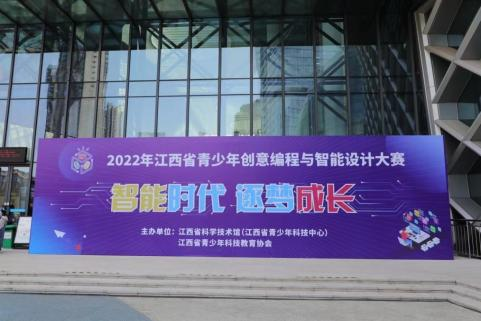 2022年江西省青少年创意编程与智能设计大赛
智能时代 逐梦成长
主办单位：江西省科学技术馆(江西省青少年科技中心)
江西省青少年科技教育协会